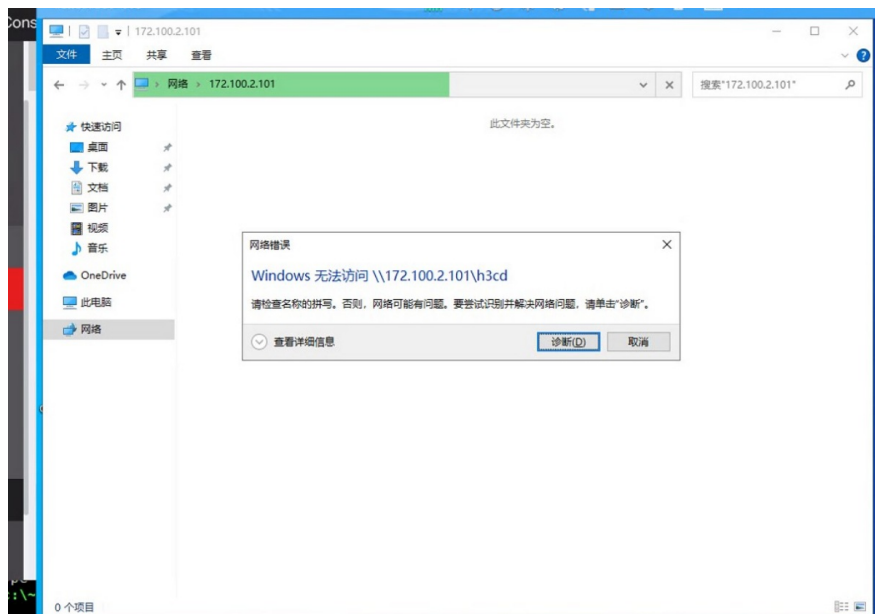 Cons
172.100.2.101
文件 主页 共享 查看
网络 › 172.100.2.101
搜索"172.100.2.101"
快速访问
此文件夹为空。
桌面
下载
文档
图片
视频
音乐
网络错误
Windows 无法访问 \\172.100.2.101\h3cd
OneDrive
请检查名称的拼写。否则，网络可能有问题。要尝试识别并解决网络问题，请单击"诊断"。
此电脑
网络
查看详细信息
诊断(D) 取消
0 个项目